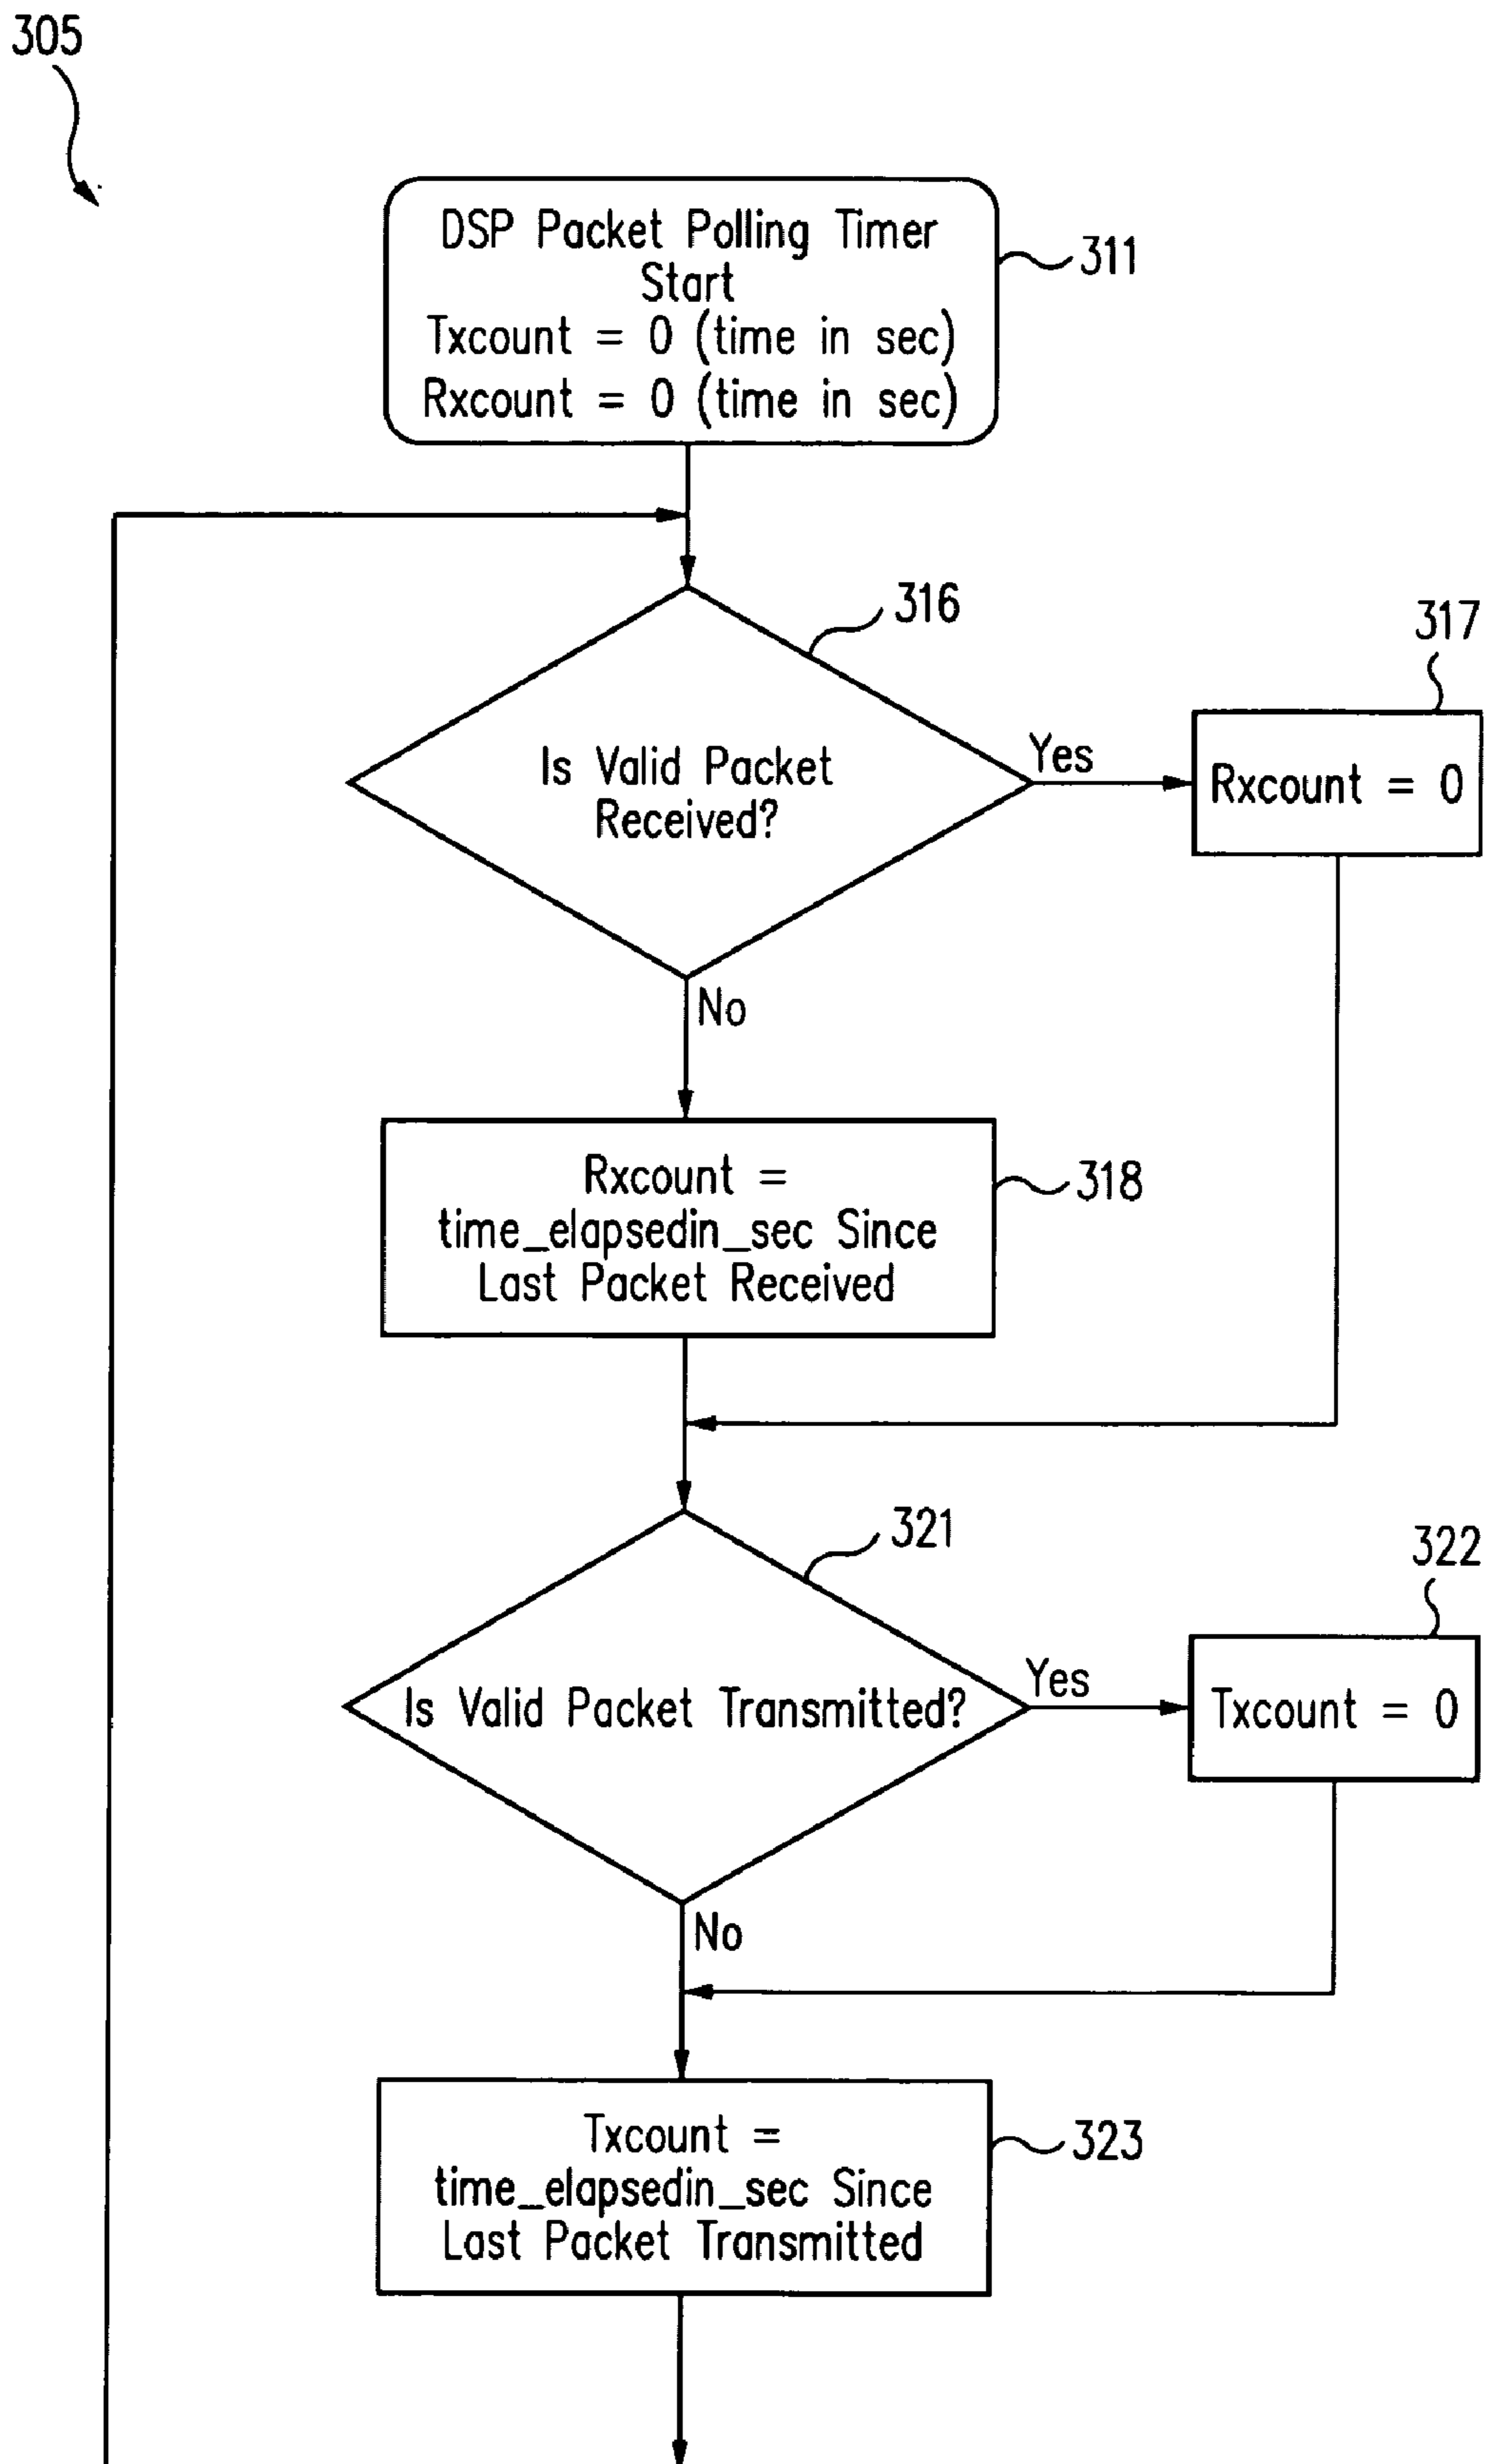 305
DSP Packet Polling Timer
Start
Txcount = 0 (time in sec)
Rxcount = 0 (time in sec)
311
316
317
Is Valid Packet
Received?
Yes
Rxcount = 0
No
Rxcount =
time_elapsedin_sec Since
Last Packet Received
318
321
322
Is Valid Packet Transmitted?
Yes
Txcount = 0
No
Txcount =
time_elapsedin_sec Since
Last Packet Transmitted
323